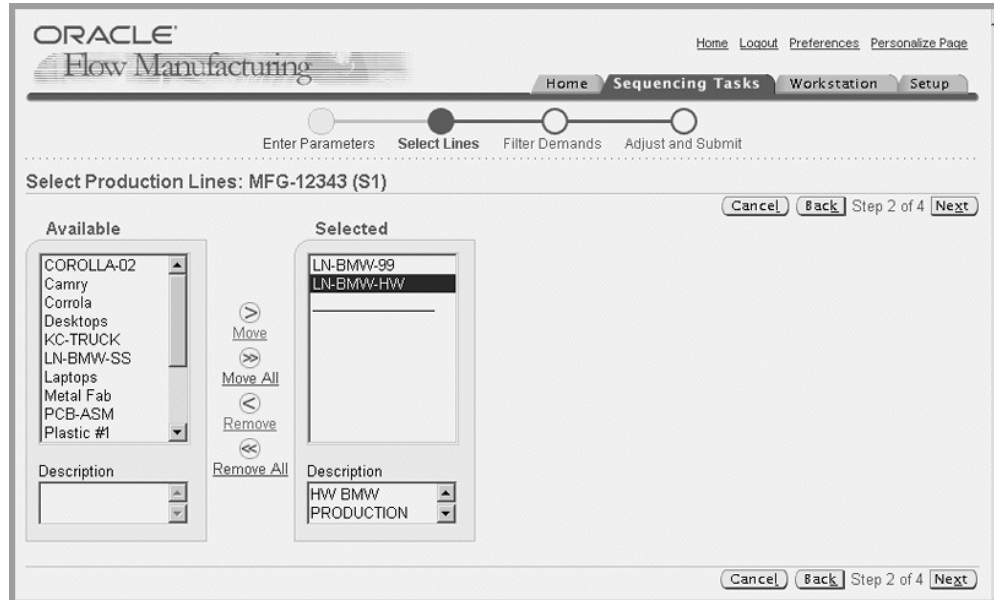 ORACLE
Flow Manufacturing
Home Logout Preferences Personalize Page
Home Sequencing Tasks Workstation Setup
Enter Parameters Select Lines Filter Demands Adjust and Submit
Select Production Lines: MFG-12343 (S1)
Cancel Back Step 2 of 4 Next
Available
COROLLA-02
Camry
Corrola
Desktops
KC-TRUCK
LN-BMW-SS
Laptops
Metal Fab
PCB-ASM
Plastic #1
Description
Move
Move All
Remove
Remove All
Selected
LN-BMW-99
LN-BMW-HW
Description
HW BMW
PRODUCTION
Cancel Back Step 2 of 4 Next